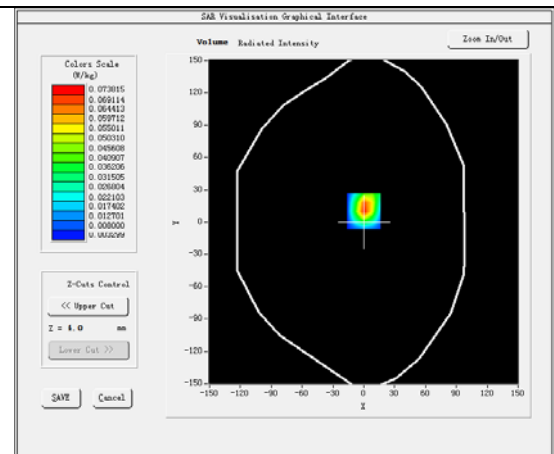 SAR Visualisation Graphical Interface
Volume Radiated Intensity
Zoom In/Out
Colors Scale
(W/kg)
0.073815
0.069114
0.064413
0.059712
0.055011
0.050310
0.045608
0.040907
0.036206
0.031505
0.026804
0.022103
0.017402
0.012701
0.008000
0.003299
Z-Cuts Control
<< Upper Cut
Z = 4.0 mm
Lower Cut >>
SAVE
Cancel
150
120
90
60
30
0
-30
-60
-90
-120
-150
Y
-150 -120 -90 -60 -30 0 30 60 90 120 150
X